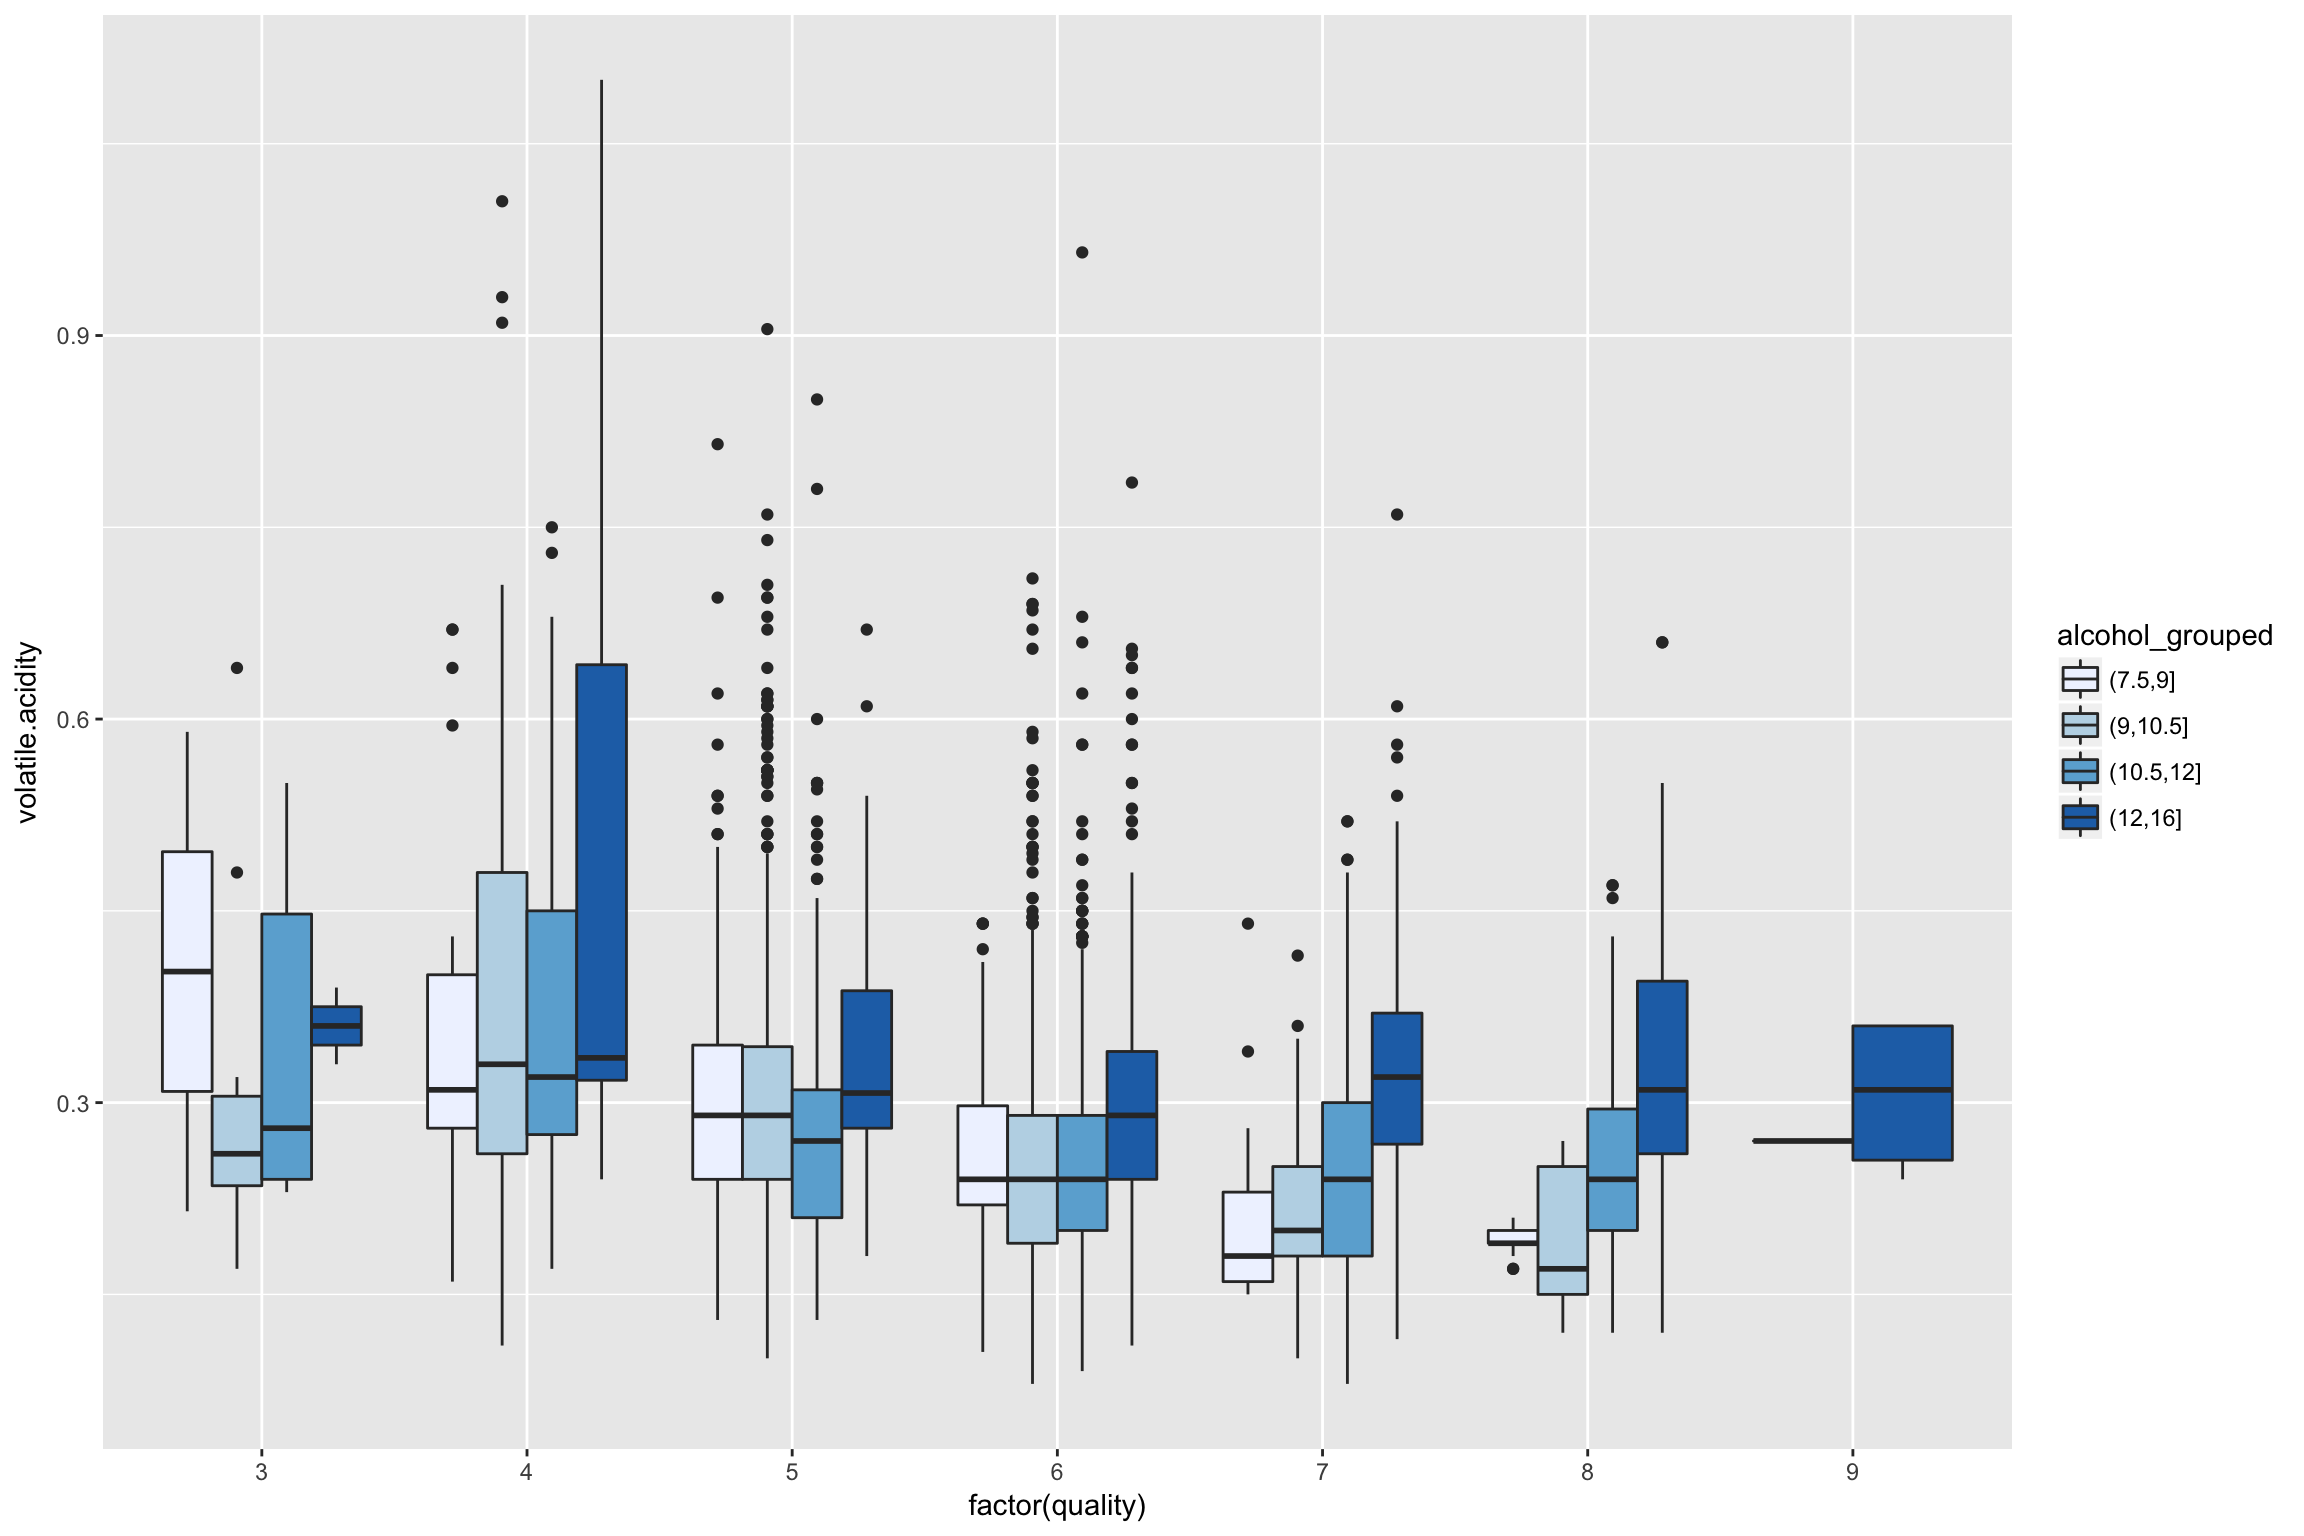 volatile.acidity
0.9
0.6
0.3
3 4 5 6 7 8 9
factor(quality)
alcohol_grouped
(7.5,9]
(9,10.5]
(10.5,12]
(12,16]